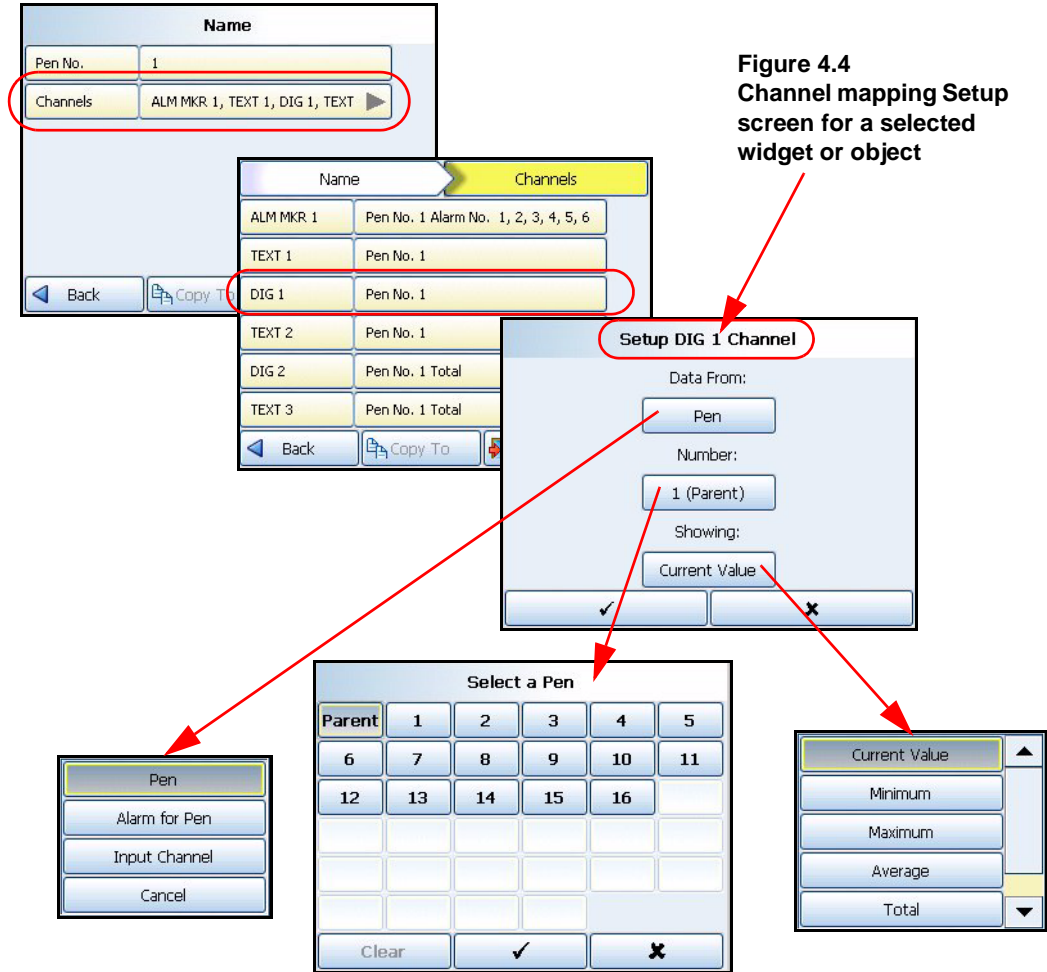 Name
Pen No. 1
Channels ALM MKR 1, TEXT 1, DIG 1, TEXT
Back Copy To
Figure 4.4
Channel mapping Setup
screen for a selected
widget or object
Name Channels
ALM MKR 1 Pen No. 1 Alarm No. 1, 2, 3, 4, 5, 6
TEXT 1 Pen No. 1
DIG 1 Pen No. 1
TEXT 2 Pen No. 1
DIG 2 Pen No. 1 Total
TEXT 3 Pen No. 1 Total
Back Copy To
Setup DIG 1 Channel
Data From:
Pen
Number:
1 (Parent)
Showing:
Current Value
✓ ✗
Pen
Alarm for Pen
Input Channel
Cancel
Select a Pen
Parent 1 2 3 4 5
6 7 8 9 10 11
12 13 14 15 16
Clear ✓ ✗
Current Value
Minimum
Maximum
Average
Total